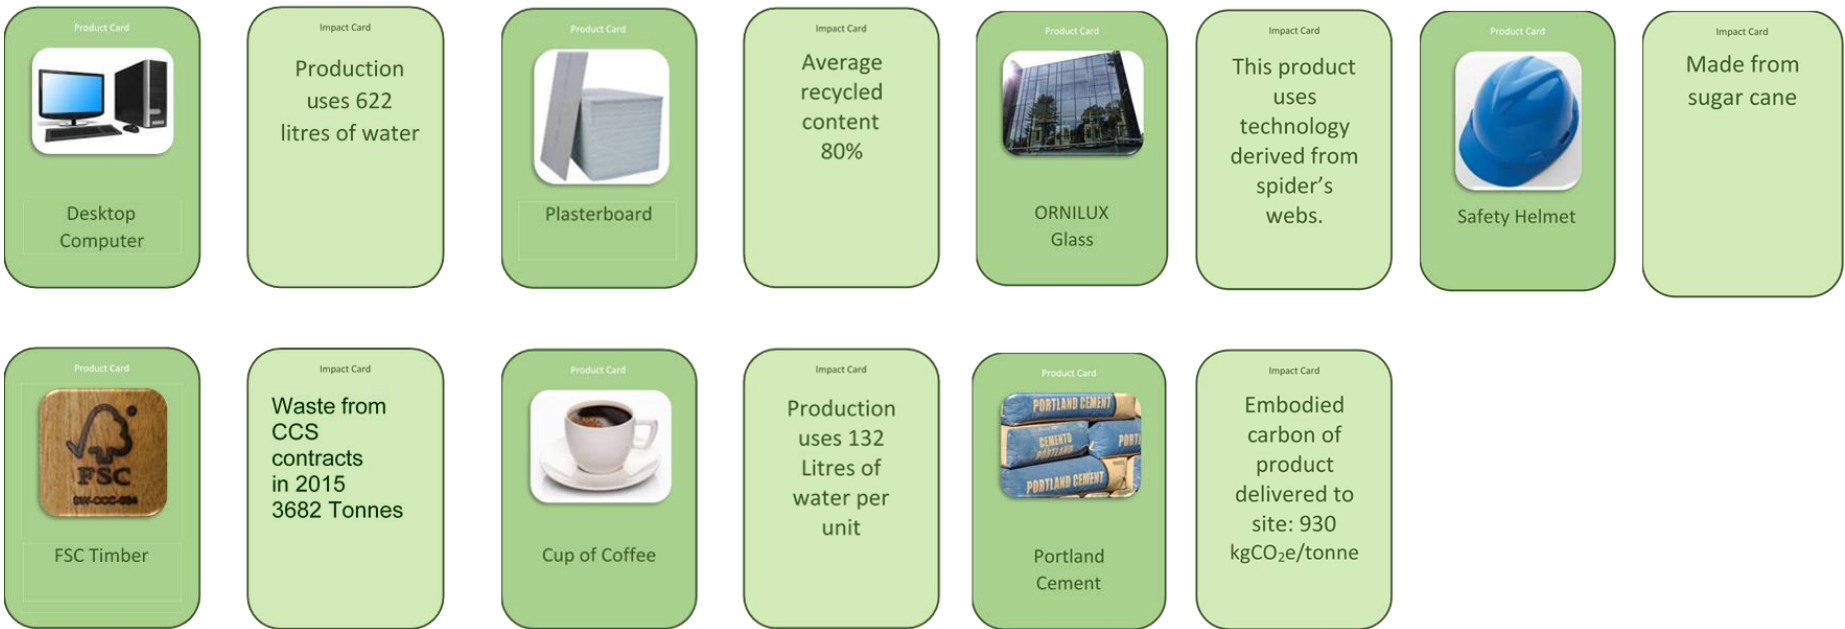 Product Card
Desktop
Computer
Impact Card
Production
uses 622
litres of water
Product Card
Plasterboard
Impact Card
Average
recycled
content
80%
Product Card
ORNILUX
Glass
Impact Card
This product
uses
technology
derived from
spider’s
webs.
Product Card
Safety Helmet
Impact Card
Made from
sugar cane
Product Card
FSC
FSC Timber
Impact Card
Waste from
CCS
contracts
in 2015
3682 Tonnes
Product Card
Cup of Coffee
Impact Card
Production
uses 132
Litres of
water per
unit
Product Card
PORTLAND CEMENT
CEMENTO
PORTLAND
PORTLAND CEMENT
Portland
Cement
Impact Card
Embodied
carbon of
product
delivered to
site: 930
kgCO₂e/tonne